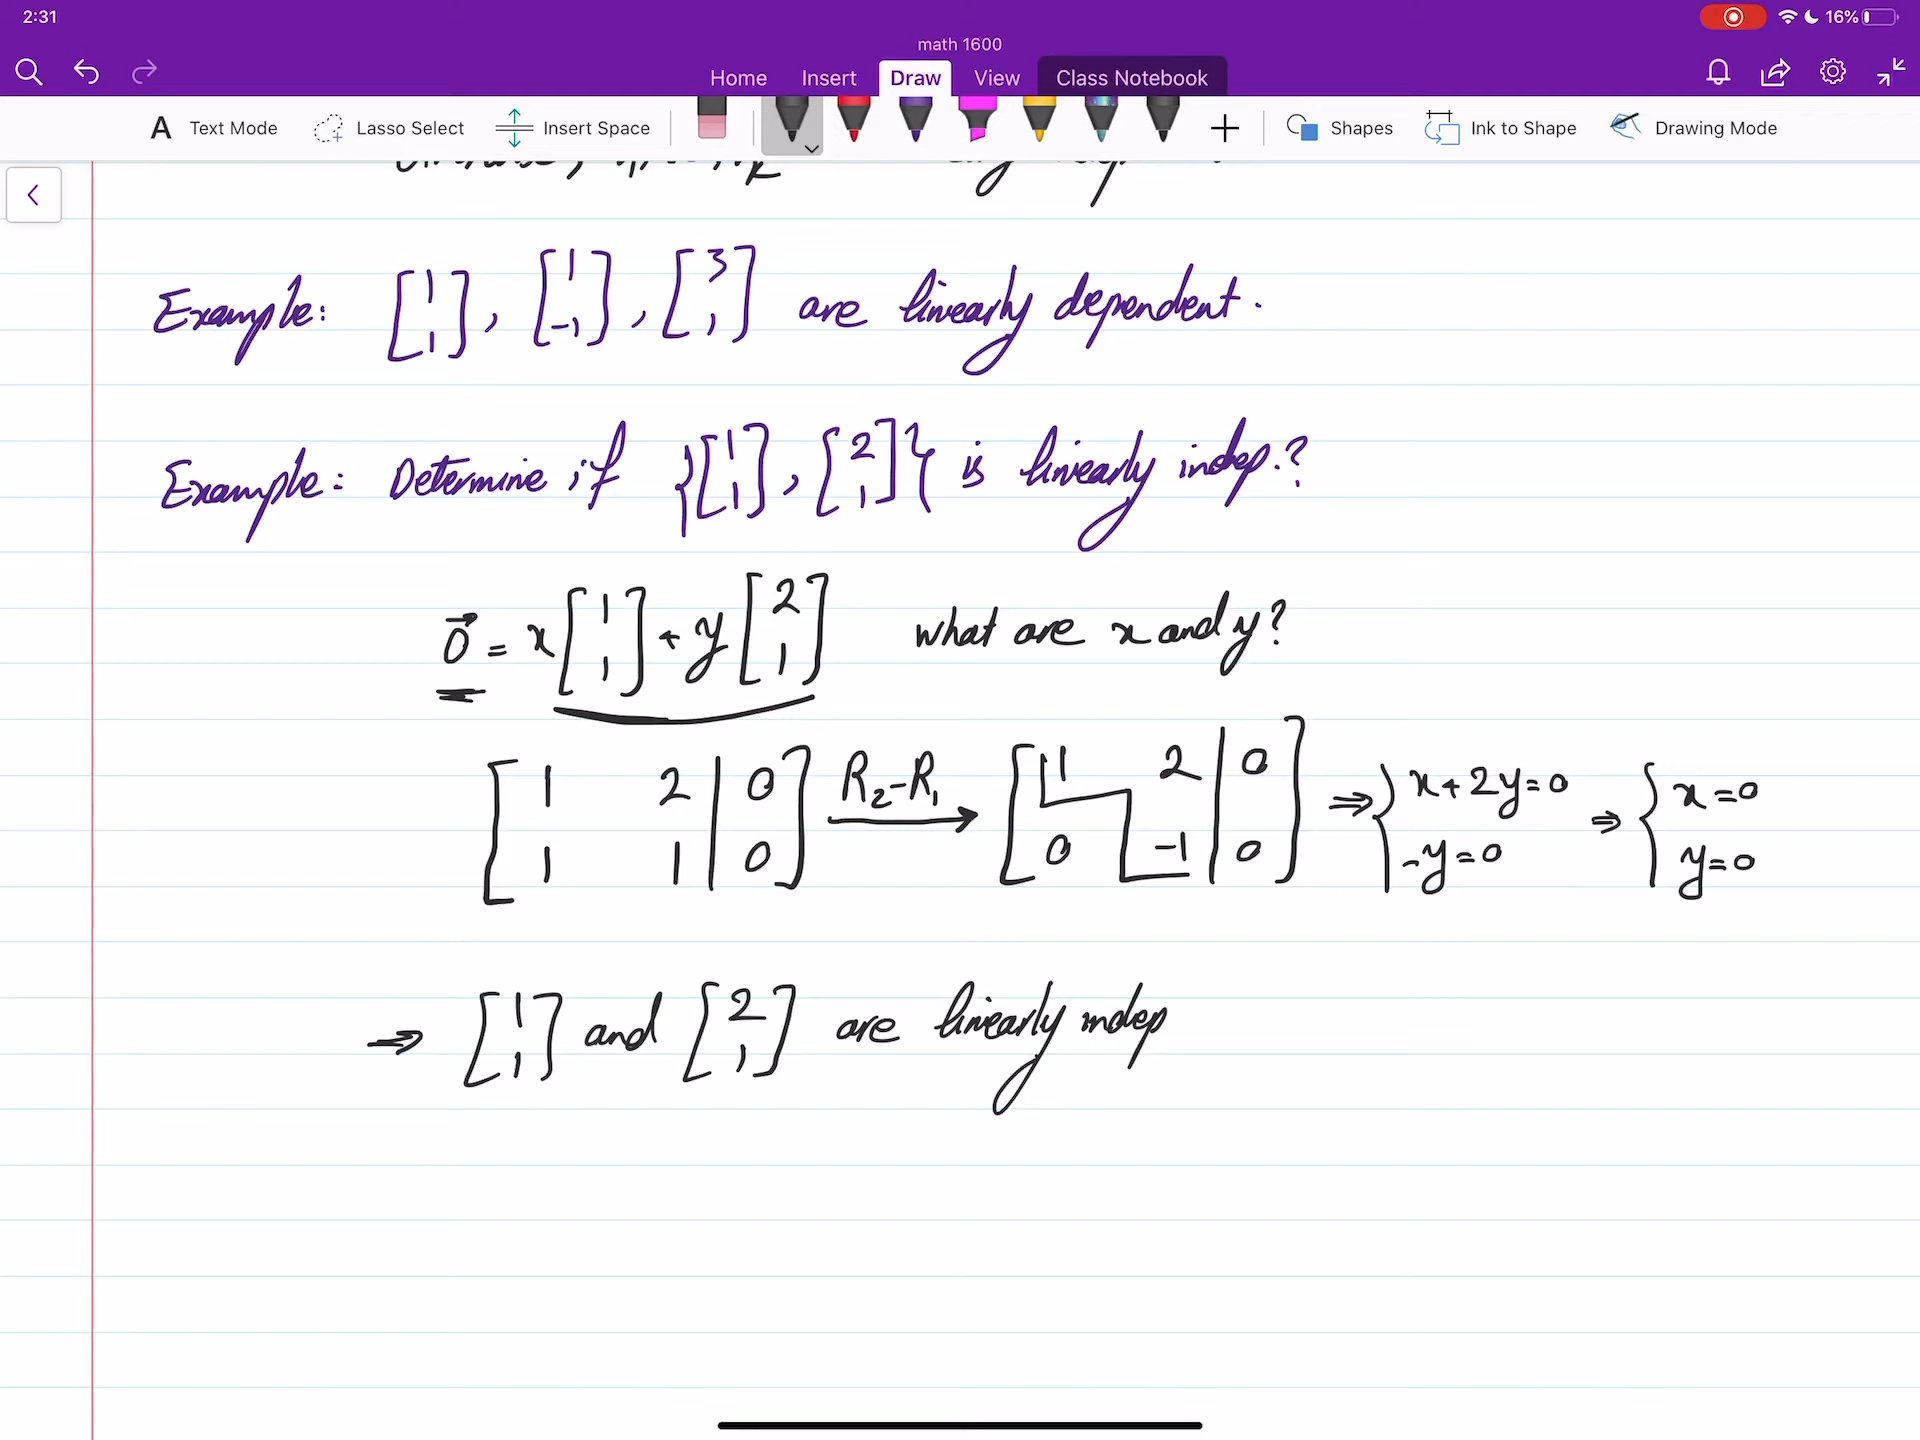 2:31
16%
math 1600
Home Insert Draw View Class Notebook
A Text Mode Lasso Select Insert Space Shapes Ink to Shape Drawing Mode
Example: [1 1], [1 -1], [3 1] are linearly dependent.
Example: Determine if {[1 1], [2 1]} is linearly indep.?
0⃗ = x[1 1] + y[2 1] what are x and y?
[1 2 | 0 R₂-R₁ [1 2 | 0 ⇒ { x+2y=0 ⇒ { x=0
1 1 | 0] → 0 -1 | 0] -y=0 y=0
⇒ [1 1] and [2 1] are linearly indep